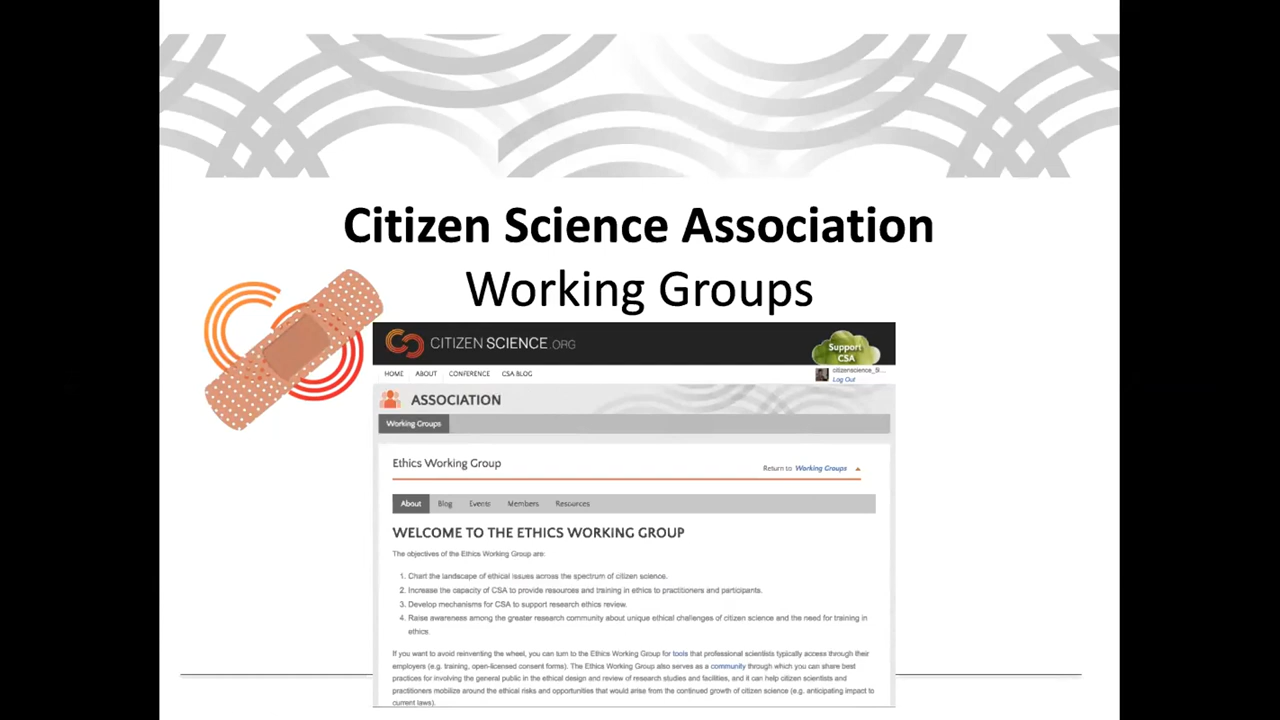 Citizen Science Association
Working Groups
CITIZEN SCIENCE.ORG
Support
CSA
HOME ABOUT CONFERENCE CSA BLOG
citizenscience_9l...
Log Out
ASSOCIATION
Working Groups
Ethics Working Group
Return to Working Groups
About Blog Events Members Resources
WELCOME TO THE ETHICS WORKING GROUP
The objectives of the Ethics Working Group are:
1. Chart the landscape of ethical issues across the spectrum of citizen science.
2. Increase the capacity of CSA to provide resources and training in ethics to practitioners and participants.
3. Develop mechanisms for CSA to support research ethics review.
4. Raise awareness among the greater research community about unique ethical challenges of citizen science and the need for training in
ethics.
If you want to avoid reinventing the wheel, you can turn to the Ethics Working Group for tools that professional scientists typically access through their
employers (e.g. training, open-licensed consent forms). The Ethics Working Group also serves as a community through which you can share best
practices for involving the general public in the ethical design and review of research studies and facilities, and it can help citizen scientists and
practitioners mobilize around the ethical risks and opportunities that would arise from the continued growth of citizen science (e.g. anticipating impact to
current laws).